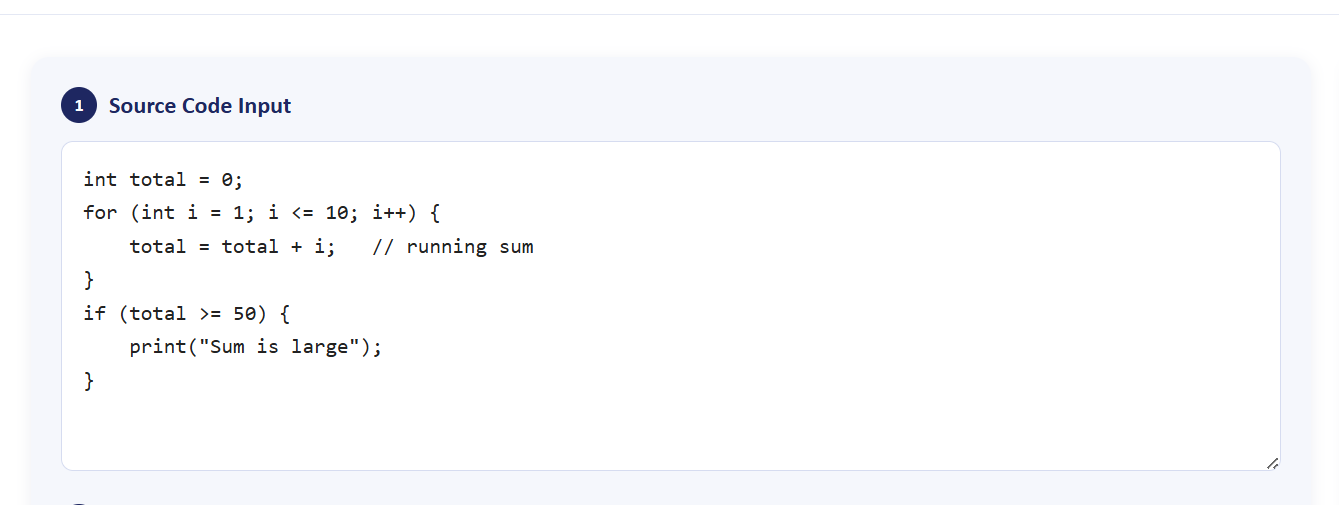 1 Source Code Input
int total = 0;
for (int i = 1; i <= 10; i++) {
    total = total + i;   // running sum
}
if (total >= 50) {
    print("Sum is large");
}